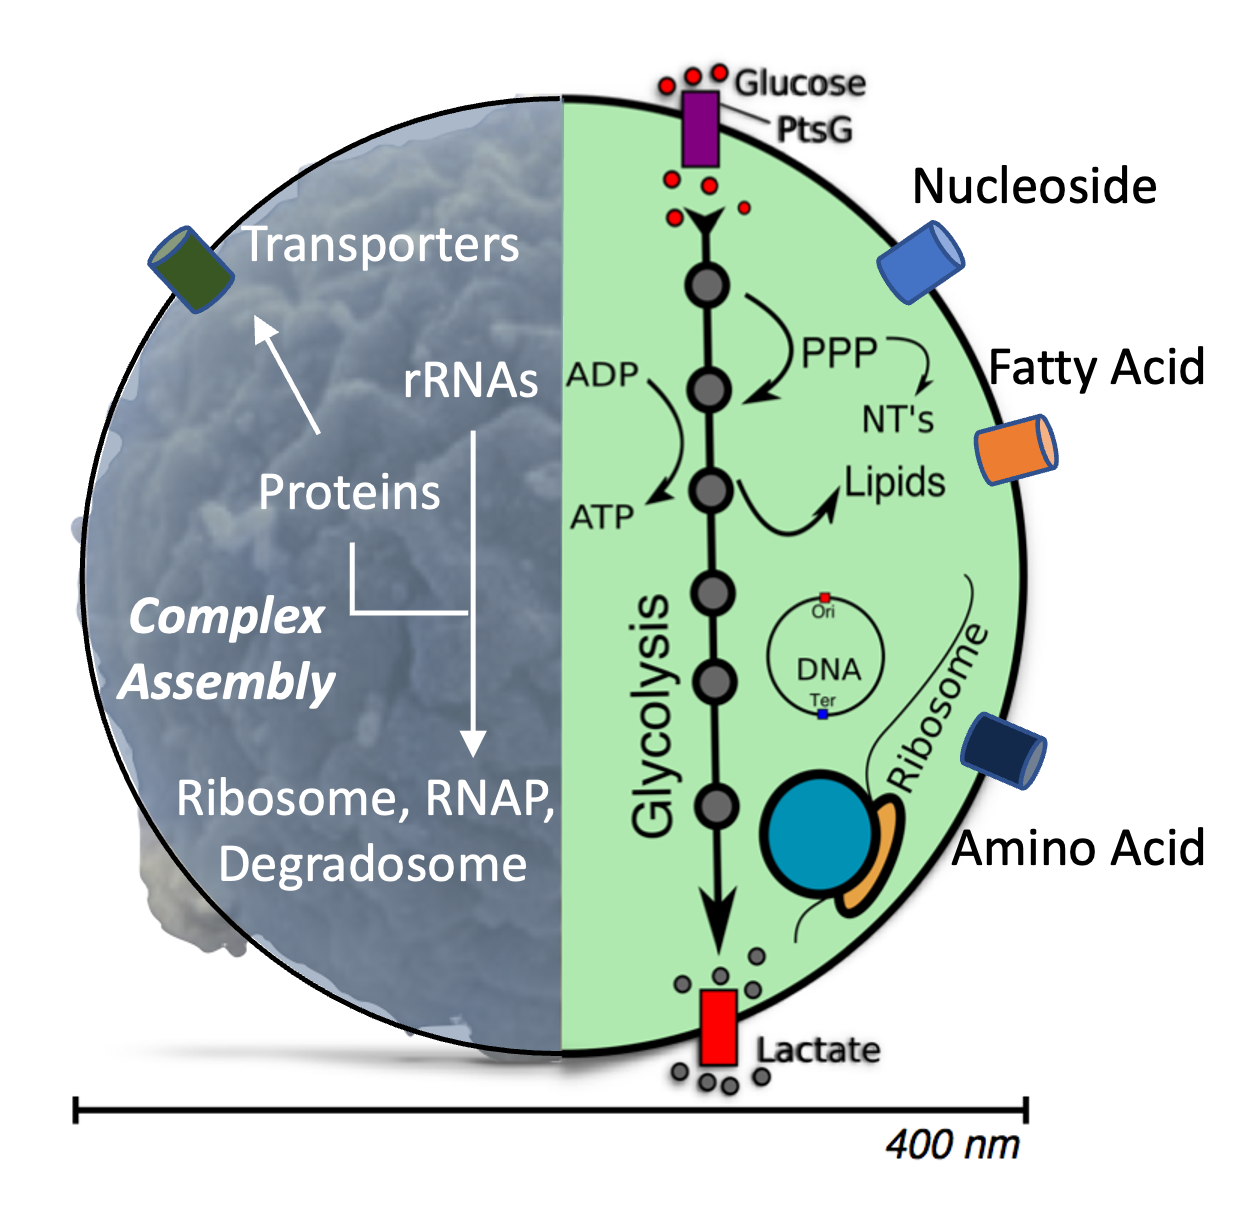 Glucose
PtsG
Nucleoside
Transporters
Fatty Acid
rRNAs
ADP
PPP
NT's
Proteins
Lipids
ATP
Complex
Assembly
Glycolysis
Ori
DNA
Ter
Ribosome
Ribosome, RNAP,
Degradosome
Amino Acid
Lactate
400 nm